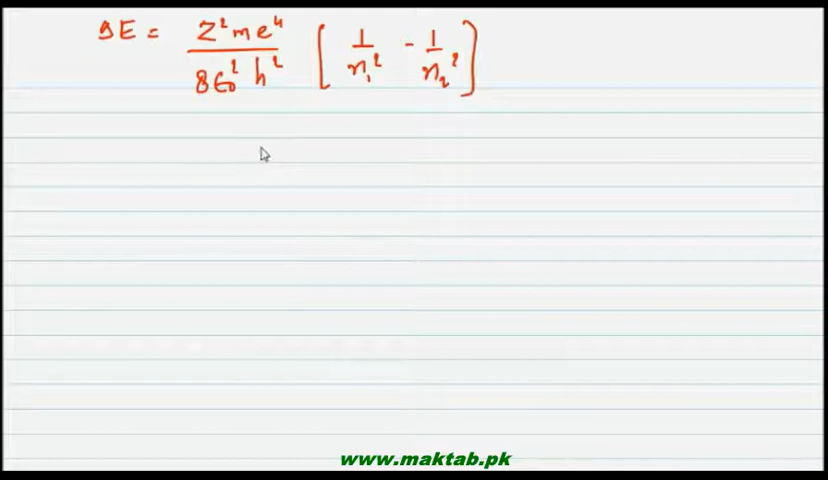 ΔE = Z²me⁴ / 8ε₀²h² [ 1/n₁² - 1/n₂² ]
www.maktab.pk